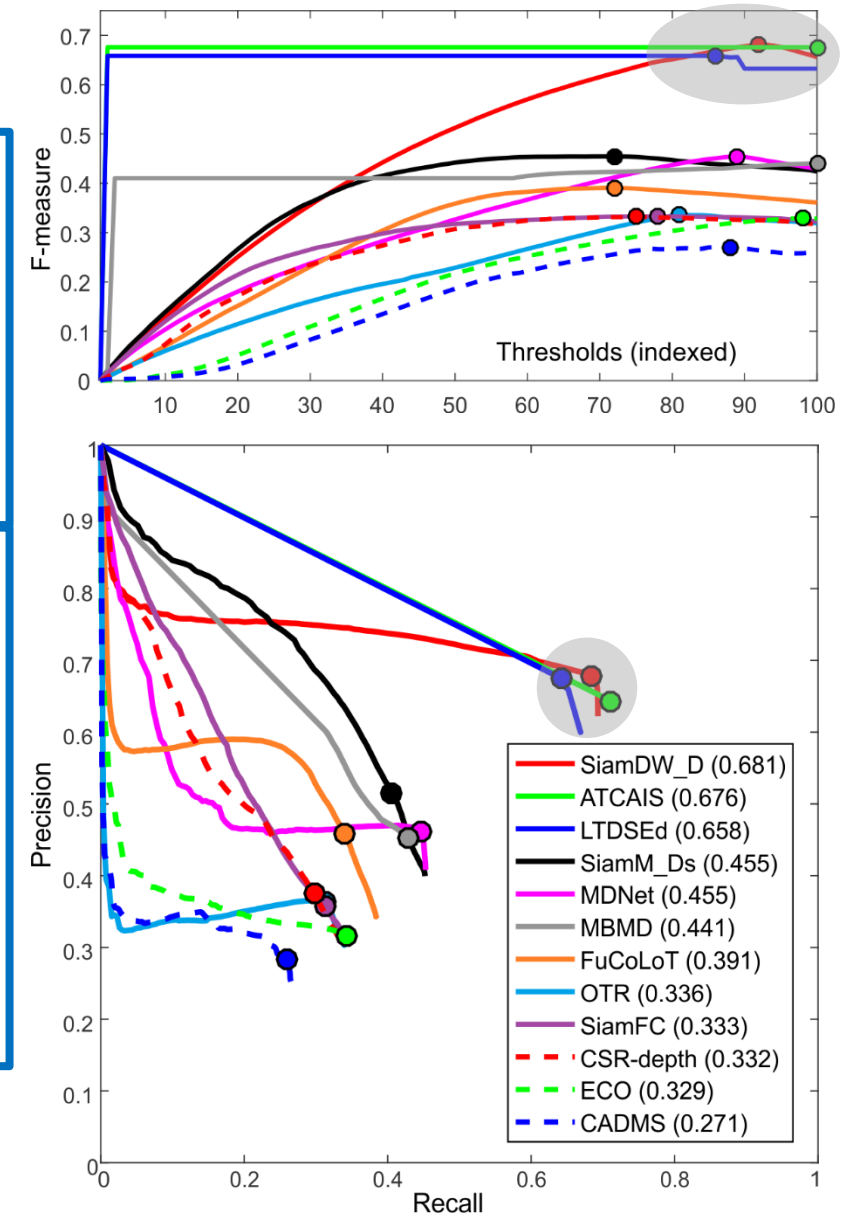 0.7
0.6
0.5
0.4
0.3
0.2
0.1
0
F-measure
Thresholds (indexed)
10 20 30 40 50 60 70 80 90 100
1
0.9
0.8
0.7
0.6
0.5
0.4
0.3
0.2
0.1
0
Precision
SiamDW_D (0.681)
ATCAIS (0.676)
LTDSEd (0.658)
SiamM_Ds (0.455)
MDNet (0.455)
MBMD (0.441)
FuCoLoT (0.391)
OTR (0.336)
SiamFC (0.333)
CSR-depth (0.332)
ECO (0.329)
CADMS (0.271)
0 0.2 0.4 0.6 0.8 1
Recall